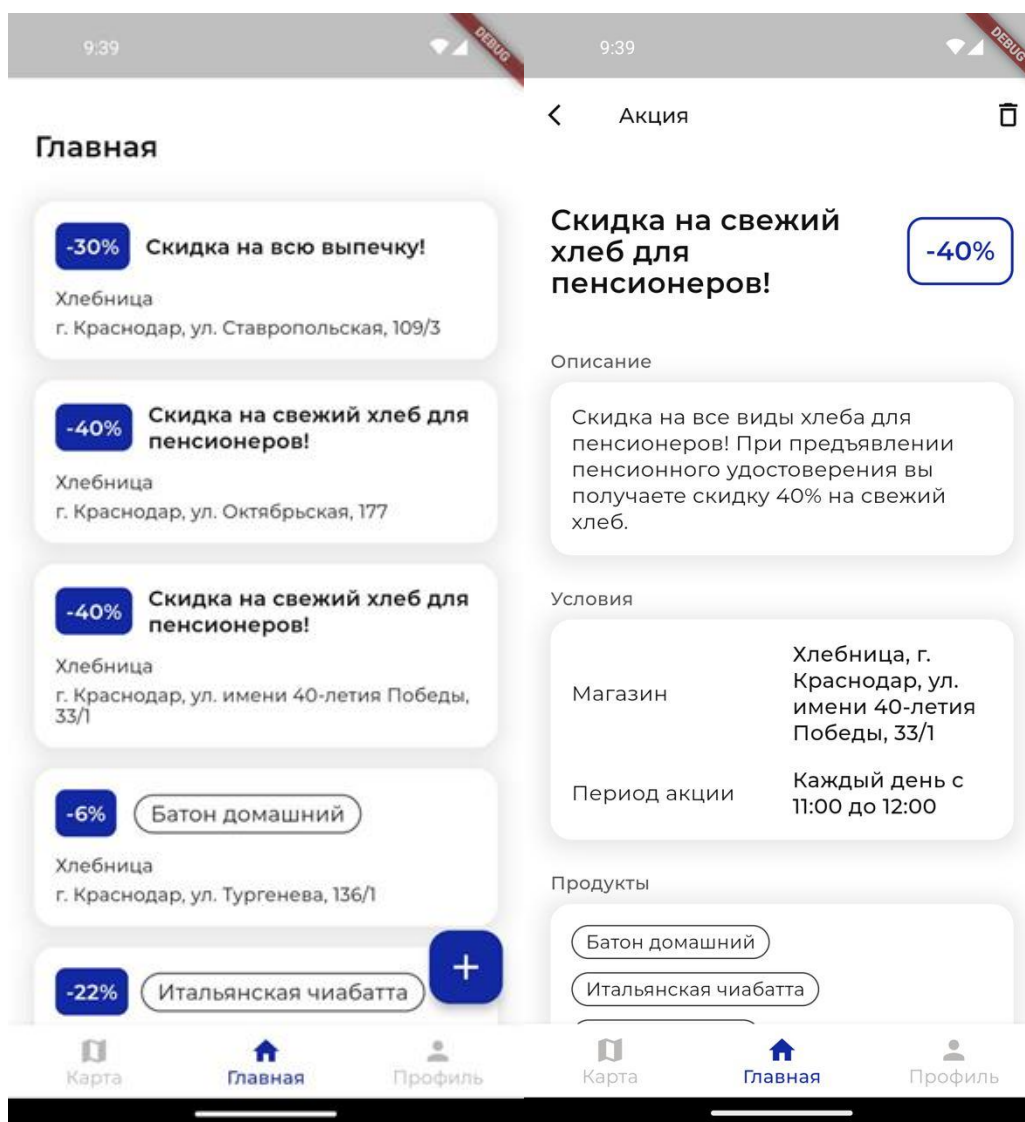 9:39
DEBUG
Главная
-30%
Скидка на всю выпечку!
Хлебница
г. Краснодар, ул. Ставропольская, 109/3
-40%
Скидка на свежий хлеб для
пенсионеров!
Хлебница
г. Краснодар, ул. Октябрьская, 177
-40%
Скидка на свежий хлеб для
пенсионеров!
Хлебница
г. Краснодар, ул. имени 40-летия Победы,
33/1
-6%
Батон домашний
Хлебница
г. Краснодар, ул. Тургенева, 136/1
-22%
Итальянская чиабатта
+
Карта
Главная
Профиль
9:39
DEBUG
Акция
Скидка на свежий
хлеб для
пенсионеров!
-40%
Описание
Скидка на все виды хлеба для
пенсионеров! При предъявлении
пенсионного удостоверения вы
получаете скидку 40% на свежий
хлеб.
Условия
Магазин
Хлебница, г.
Краснодар, ул.
имени 40-летия
Победы, 33/1
Период акции
Каждый день с
11:00 до 12:00
Продукты
Батон домашний
Итальянская чиабатта
Карта
Главная
Профиль